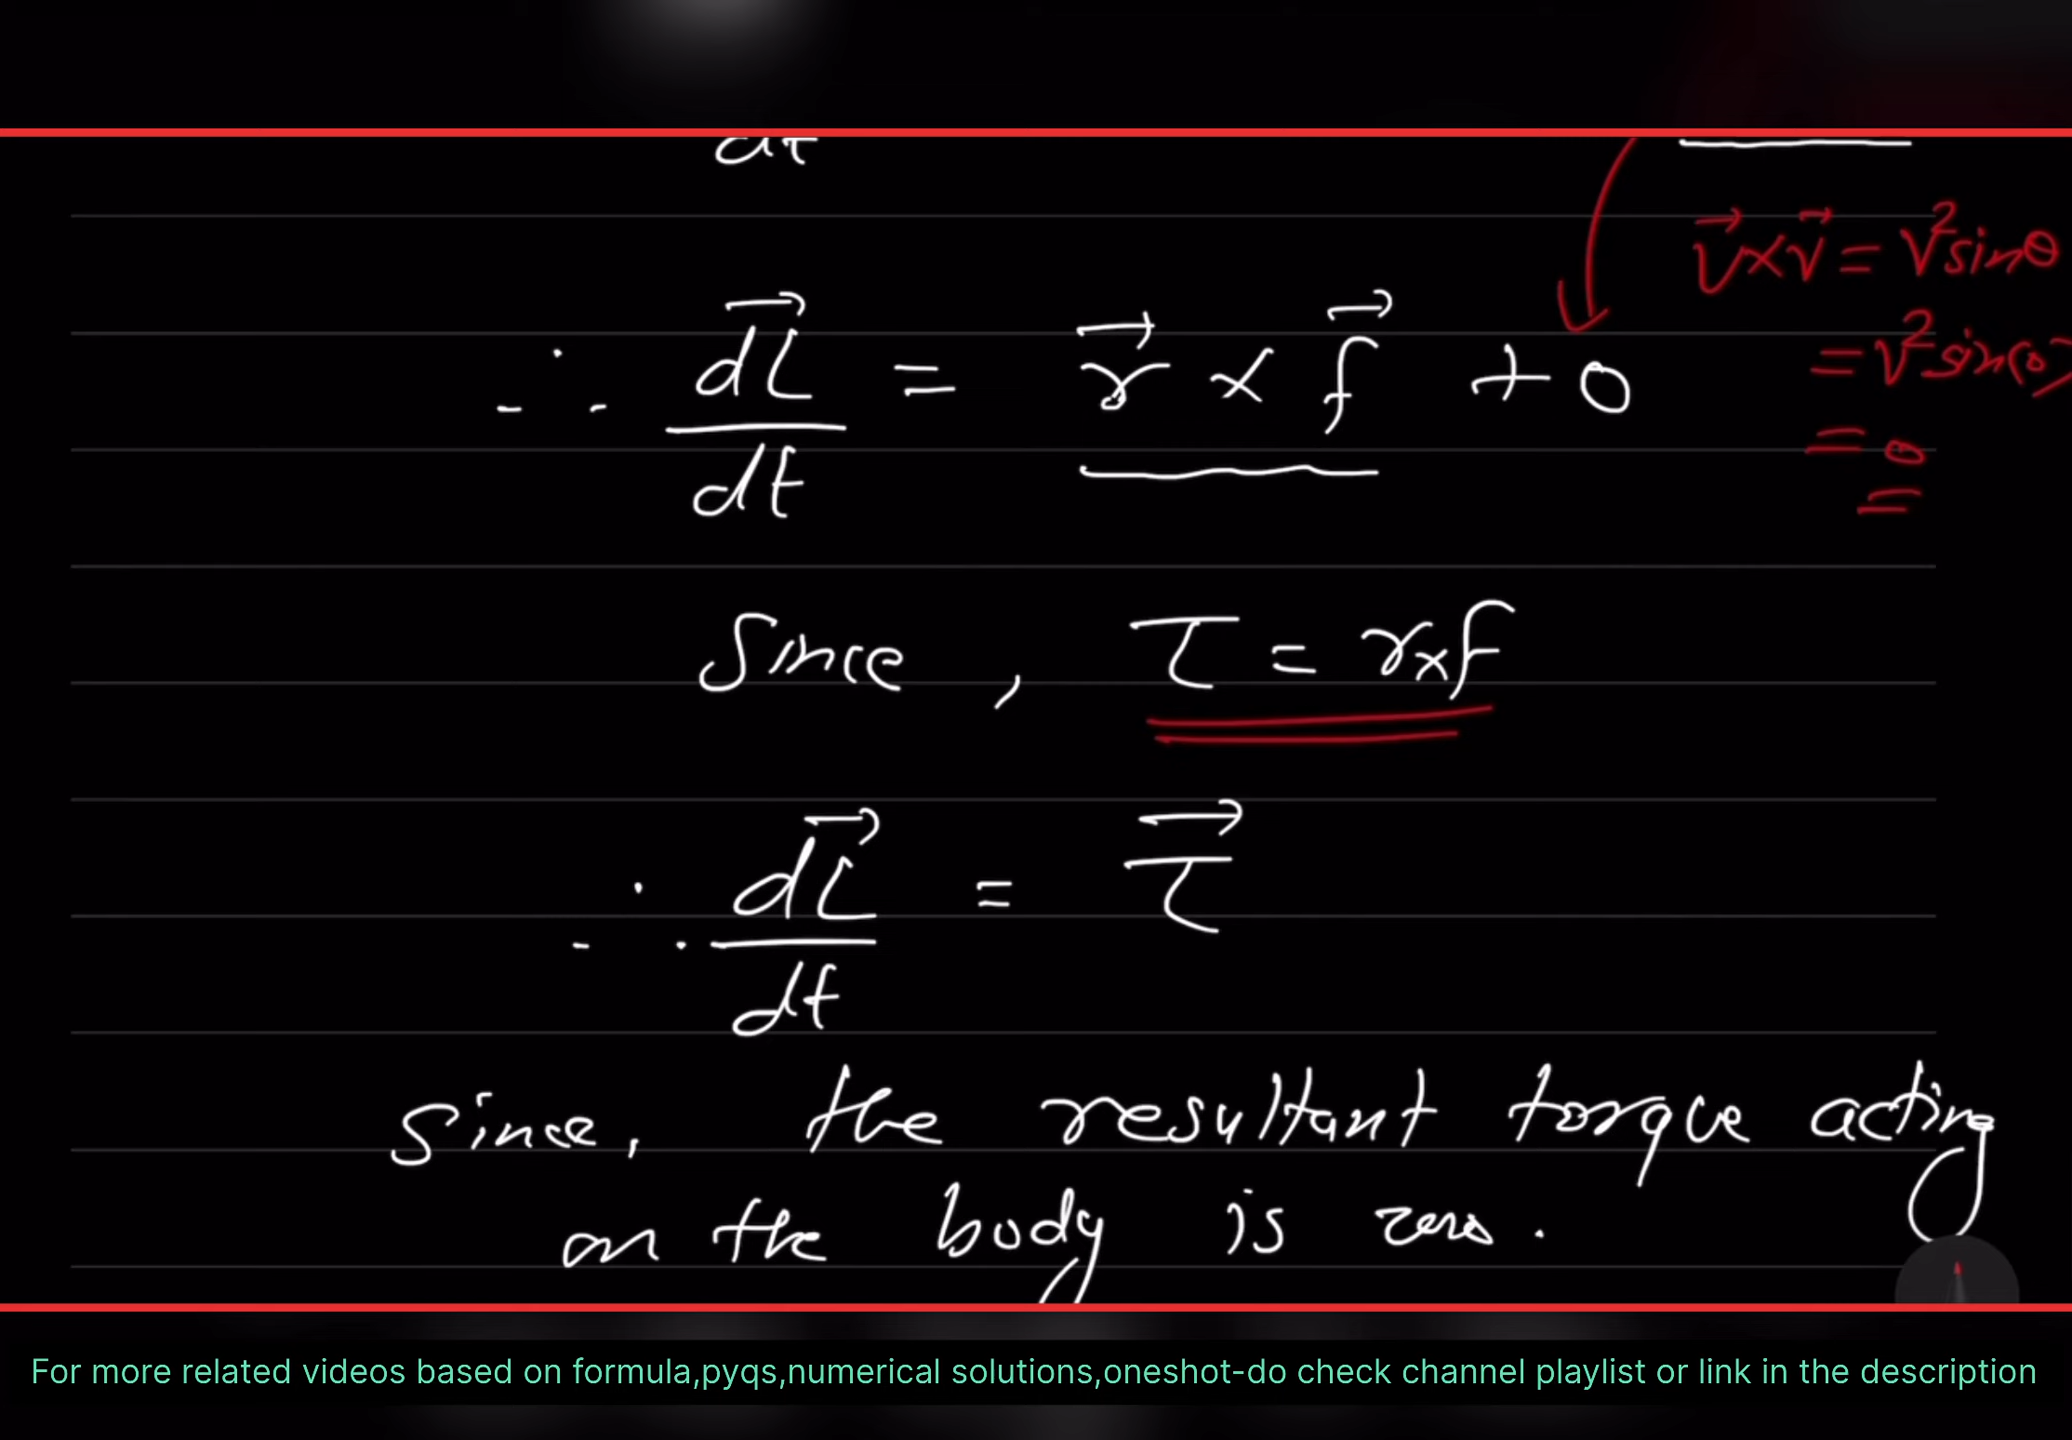 dt
v⃗×v⃗ = v²sinθ
= v²sin(0)
= 0
∴ dL⃗/dt = r⃗ × f⃗ + 0
Since, τ = r×f
∴ dL⃗/dt = τ⃗
Since, the resultant torque acting
on the body is zero.
For more related videos based on formula,pyqs,numerical solutions,oneshot-do check channel playlist or link in the description